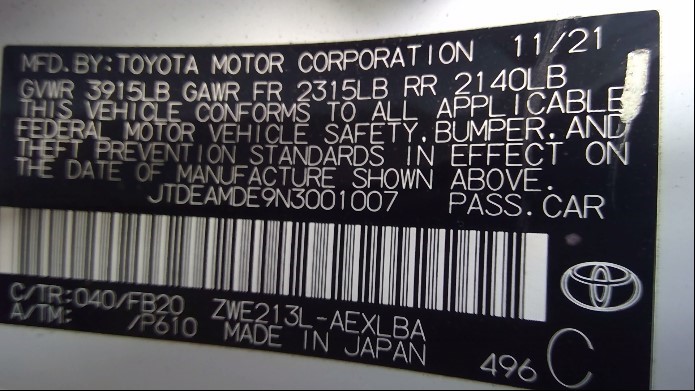 MFD.BY:TOYOTA MOTOR CORPORATION 11/21
GVWR 3915LB GAWR FR 2315LB RR 2140LB
THIS VEHICLE CONFORMS TO ALL APPLICABLE
FEDERAL MOTOR VEHICLE SAFETY,BUMPER,AND
THEFT PREVENTION STANDARDS IN EFFECT ON
THE DATE OF MANUFACTURE SHOWN ABOVE.
JTDEAMDE9N3001007 PASS.CAR
C/TR:040/FB20 ZWE213L-AEXLBA
A/TM: /P610 MADE IN JAPAN 496 C